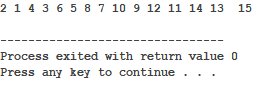 2 1 4 3 6 5 8 7 10 9 12 11 14 13  15
--------------------------------
Process exited with return value 0
Press any key to continue . . .